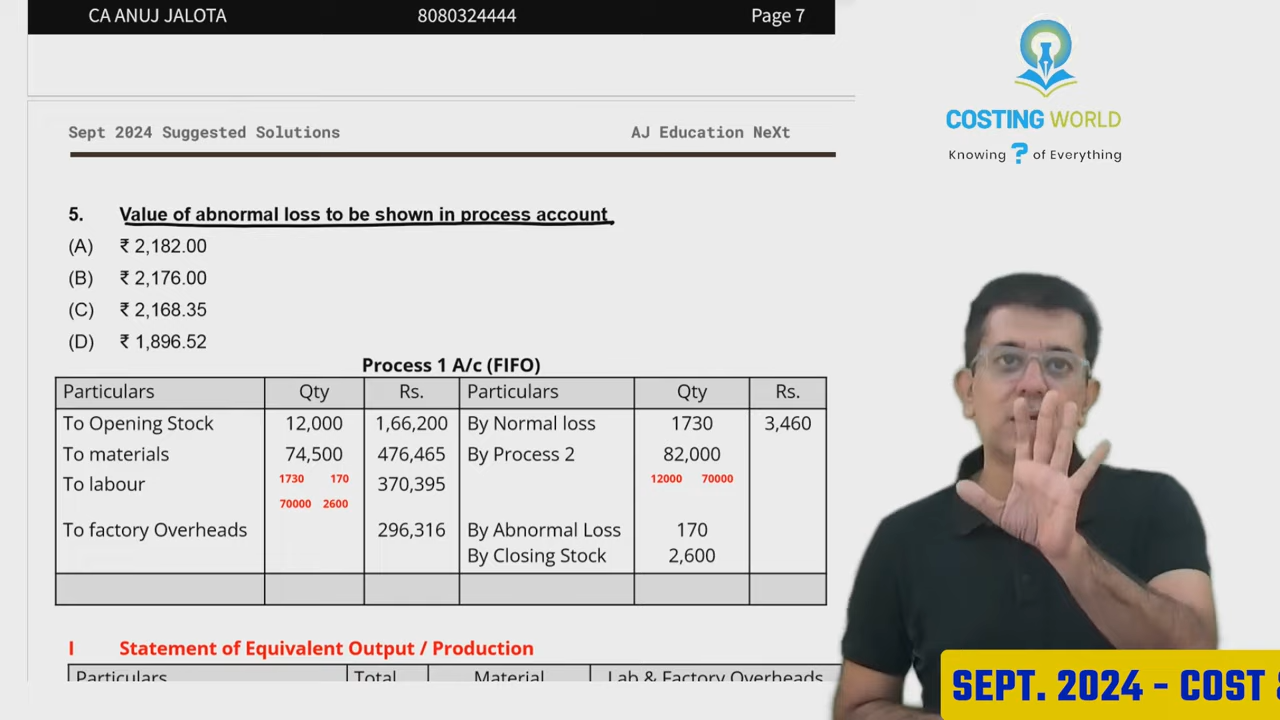 CA ANUJ JALOTA 8080324444 Page 7
COSTING WORLD
Knowing ? of Everything
Sept 2024 Suggested Solutions AJ Education NeXt
5. Value of abnormal loss to be shown in process account
(A) ₹ 2,182.00
(B) ₹ 2,176.00
(C) ₹ 2,168.35
(D) ₹ 1,896.52
Process 1 A/c (FIFO)
Particulars Qty Rs. Particulars Qty Rs.
To Opening Stock 12,000 1,66,200 By Normal loss 1730 3,460
To materials 74,500 476,465 By Process 2 82,000
To labour 1730 170 370,395 12000 70000
70000 2600
To factory Overheads 296,316 By Abnormal Loss 170
By Closing Stock 2,600
I Statement of Equivalent Output / Production
Particulars Total Material Lab & Factory Overheads
SEPT. 2024 - COST &